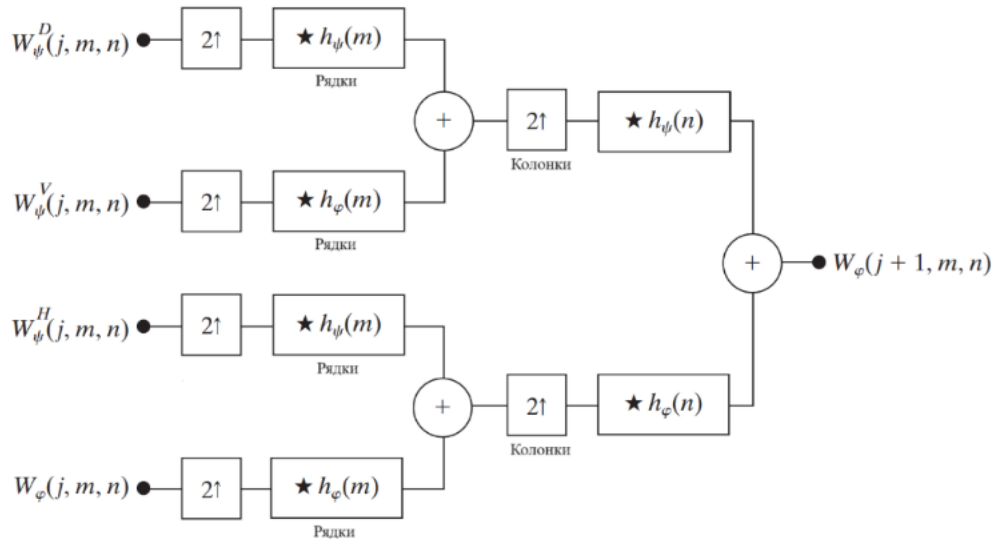 W_ψ^D(j, m, n)
2↑
★ h_ψ(m)
Рядки
+
2↑
Колонки
★ h_ψ(n)
W_ψ^V(j, m, n)
2↑
★ h_φ(m)
Рядки
+
W_φ(j + 1, m, n)
W_ψ^H(j, m, n)
2↑
★ h_ψ(m)
Рядки
+
2↑
Колонки
★ h_φ(n)
W_φ(j, m, n)
2↑
★ h_φ(m)
Рядки